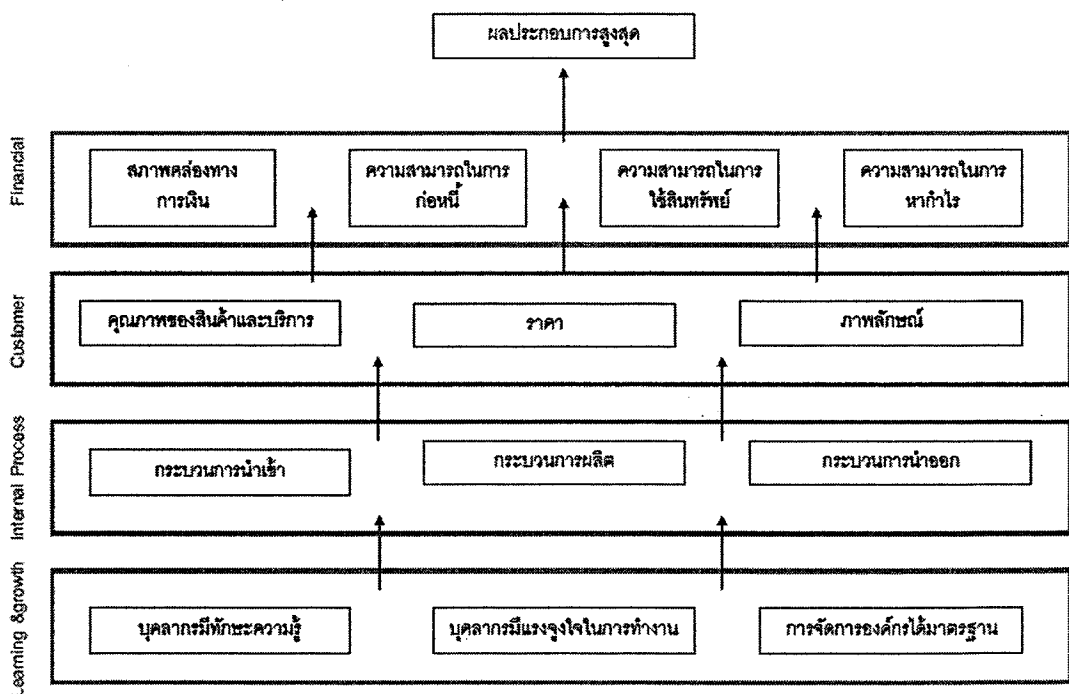 ผลประกอบการสูงสุด
Financial
สภาพคล่องทาง
การเงิน
ความสามารถในการ
ก่อหนี้
ความสามารถในการ
ใช้สินทรัพย์
ความสามารถในการ
หากำไร
Customer
คุณภาพของสินค้าและบริการ
ราคา
ภาพลักษณ์
Internal Process
กระบวนการนำเข้า
กระบวนการผลิต
กระบวนการนำออก
Learning &growth
บุคลากรมีทักษะความรู้
บุคลากรมีแรงจูงใจในการทำงาน
การจัดการองค์กรได้มาตรฐาน